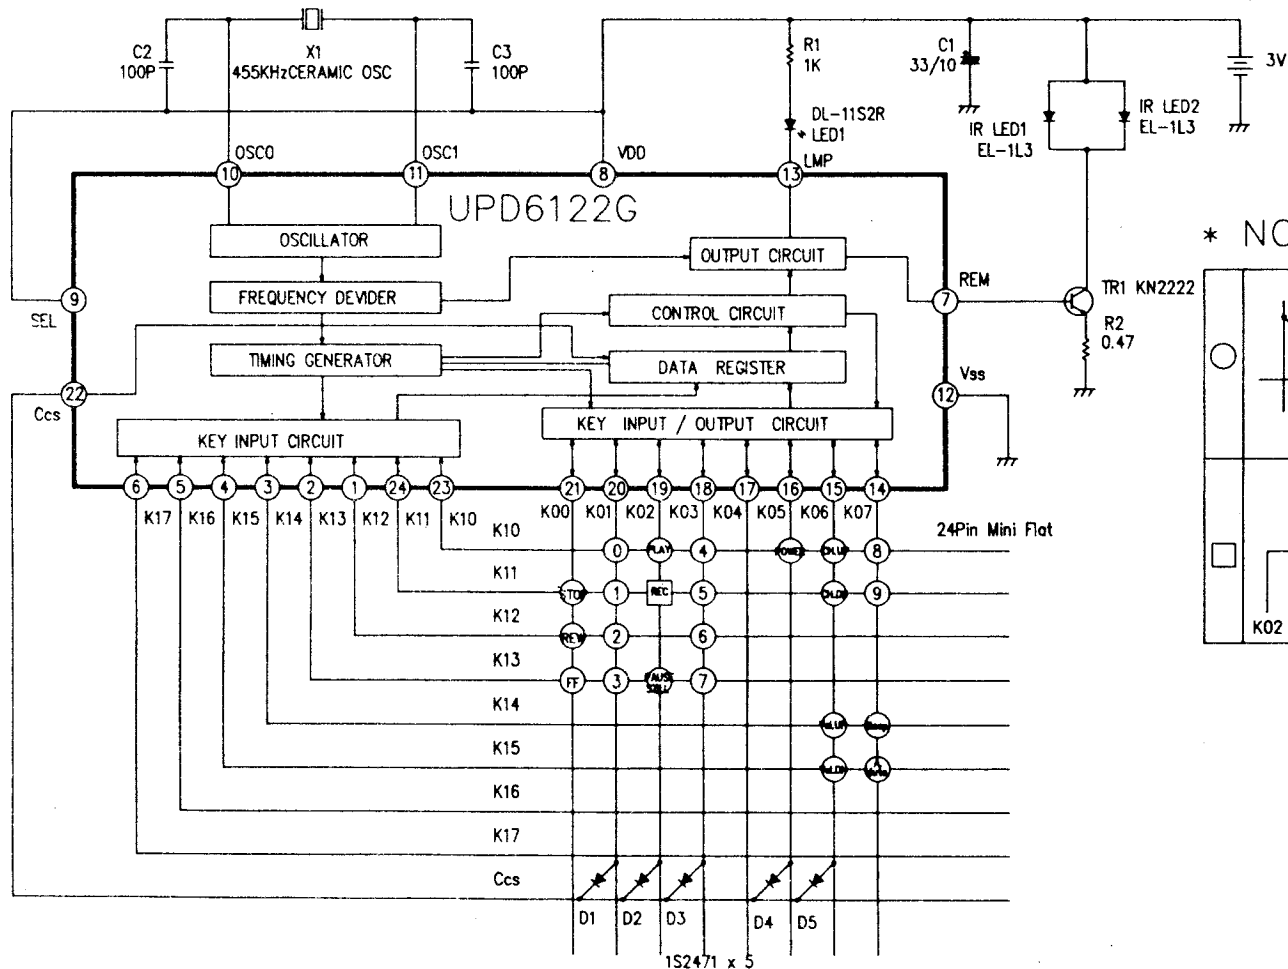 C2
100P
X1
455KHzCERAMIC OSC
C3
100P
R1
1K
C1
33/10
3V
DL-11S2R
LED1
IR LED1
EL-1L3
IR LED2
EL-1L3
OSCO
OSC1
VDD
LMP
10
11
8
13
UPD6122G
* NO
OSCILLATOR
OUTPUT CIRCUIT
FREQUENCY DEVIDER
CONTROL CIRCUIT
TIMING GENERATOR
DATA REGISTER
KEY INPUT CIRCUIT
KEY INPUT / OUTPUT CIRCUIT
9
SEL
22
Ccs
REM
7
TR1 KN2222
R2
0.47
Vss
12
6 5 4 3 2 1 24 23 21 20 19 18 17 16 15 14
K17 K16 K15 K14 K13 K12 K11 K10 K00 K01 K02 K03 K04 K05 K06 K07
24Pin Mini Flat
K02
K10
0 PLAY 4 POWER CH.UP 8
K11
STOP 1 REC 5 CH.DN 9
K12
REW 2 6
K13
FF 3 PAUSE STILL 7
K14
Vol.UP
K15
Vol.DN
K16
K17
Ccs
D1 D2 D3 D4 D5
1S2471 x 5